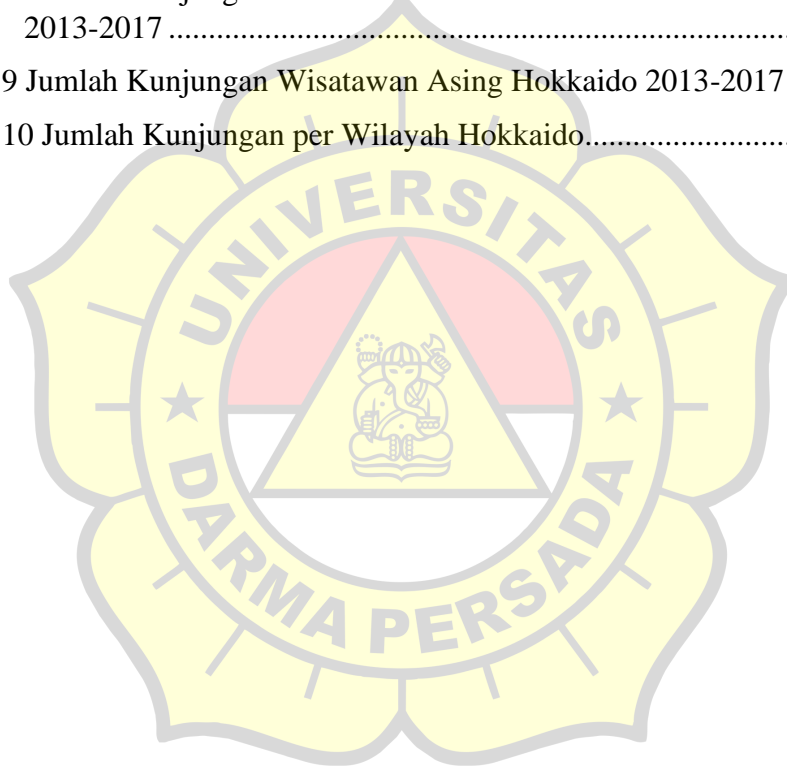 2013-2017 ........................................................................
9 Jumlah Kunjungan Wisatawan Asing Hokkaido 2013-2017
10 Jumlah Kunjungan per Wilayah Hokkaido.......................
UNIVERSITAS
DARMA PERSADA